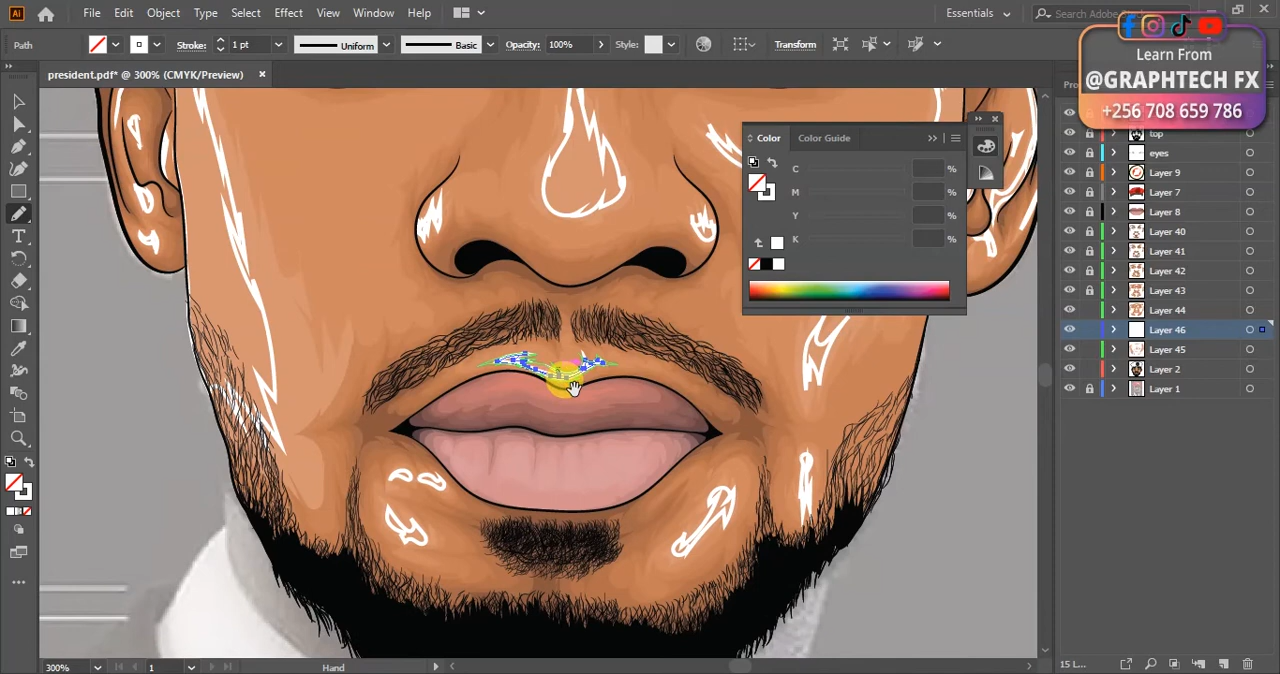 Ai File Edit Object Type Select Effect View Window Help Essentials Search Adobe
Path Stroke: 1 pt Uniform Basic Opacity: 100% Style: Transform
president.pdf* @ 300% (CMYK/Preview)
Learn From
@GRAPHTECH FX
+256 708 659 786
Color Color Guide
C %
M %
Y %
K %
top
eyes
Layer 9
Layer 7
Layer 8
Layer 40
Layer 41
Layer 42
Layer 43
Layer 44
Layer 46
Layer 45
Layer 2
Layer 1
300% 1 Hand 15 L...